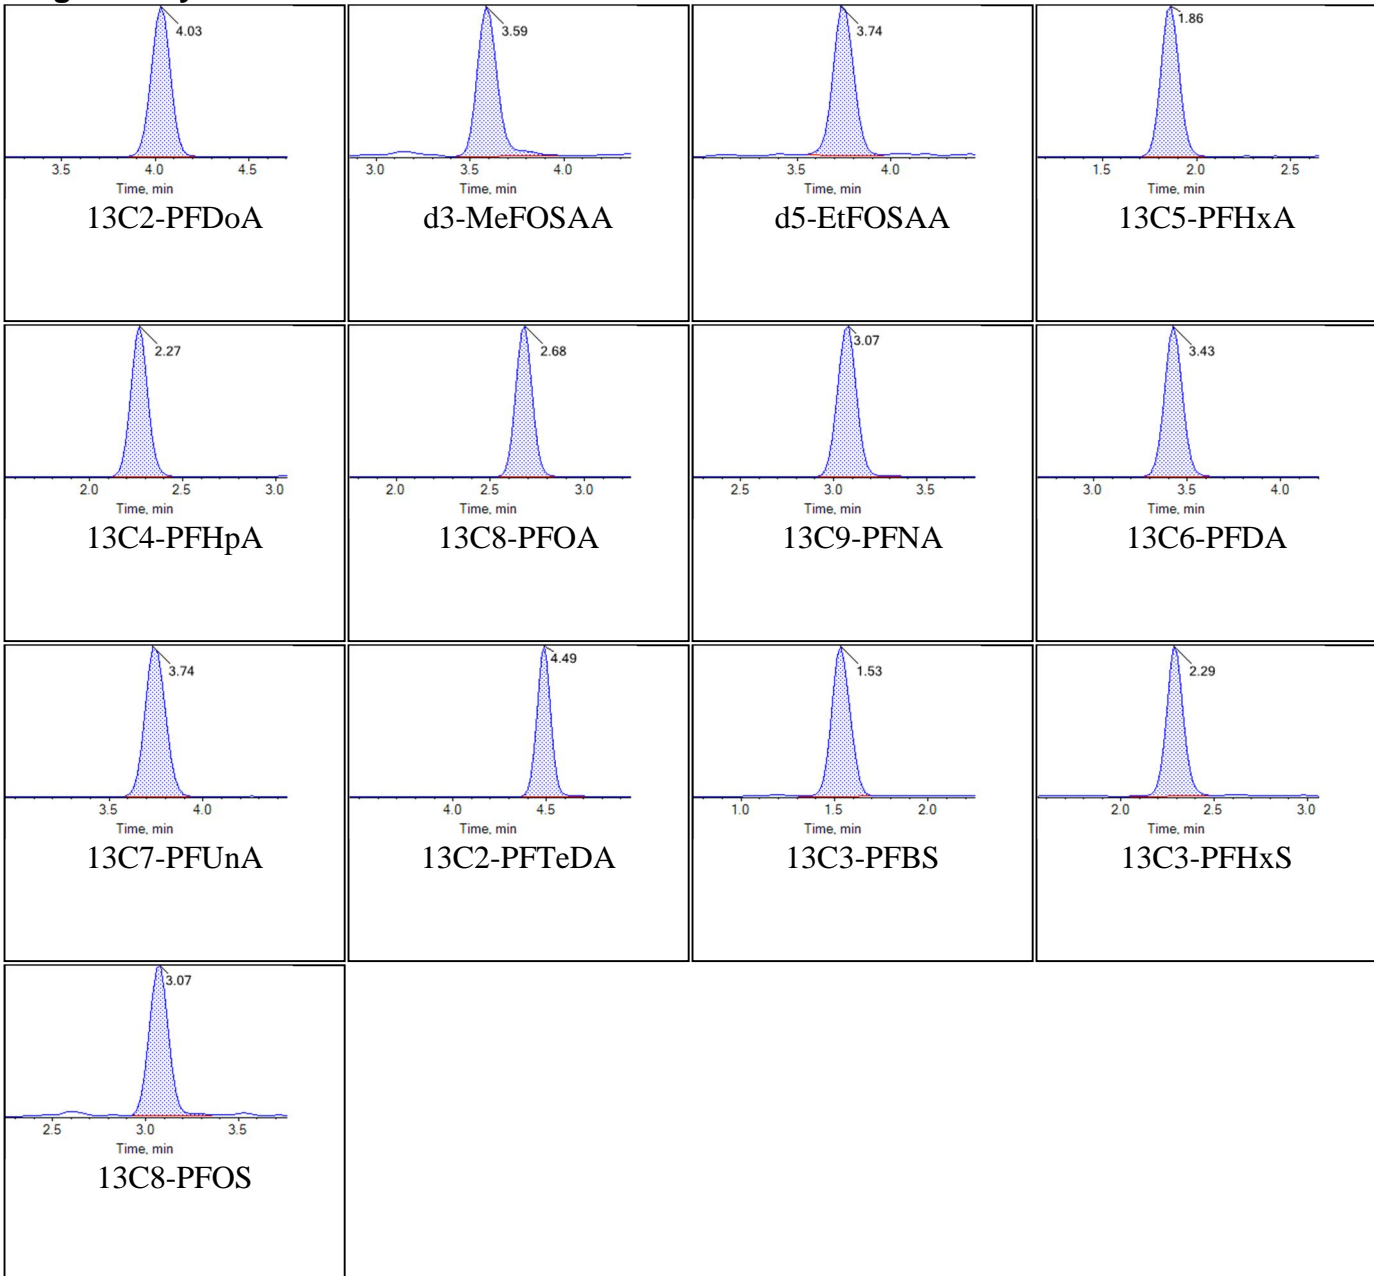 4.03
3.5 4.0 4.5
Time, min
13C2-PFDoA
3.59
3.0 3.5 4.0
Time, min
d3-MeFOSAA
3.74
3.5 4.0
Time, min
d5-EtFOSAA
1.86
1.5 2.0 2.5
Time, min
13C5-PFHxA
2.27
2.0 2.5 3.0
Time, min
13C4-PFHpA
2.68
2.0 2.5 3.0
Time, min
13C8-PFOA
3.07
2.5 3.0 3.5
Time, min
13C9-PFNA
3.43
3.0 3.5 4.0
Time, min
13C6-PFDA
3.74
3.5 4.0
Time, min
13C7-PFUnA
4.49
4.0 4.5
Time, min
13C2-PFTeDA
1.53
1.0 1.5 2.0
Time, min
13C3-PFBS
2.29
2.0 2.5 3.0
Time, min
13C3-PFHxS
3.07
2.5 3.0 3.5
Time, min
13C8-PFOS